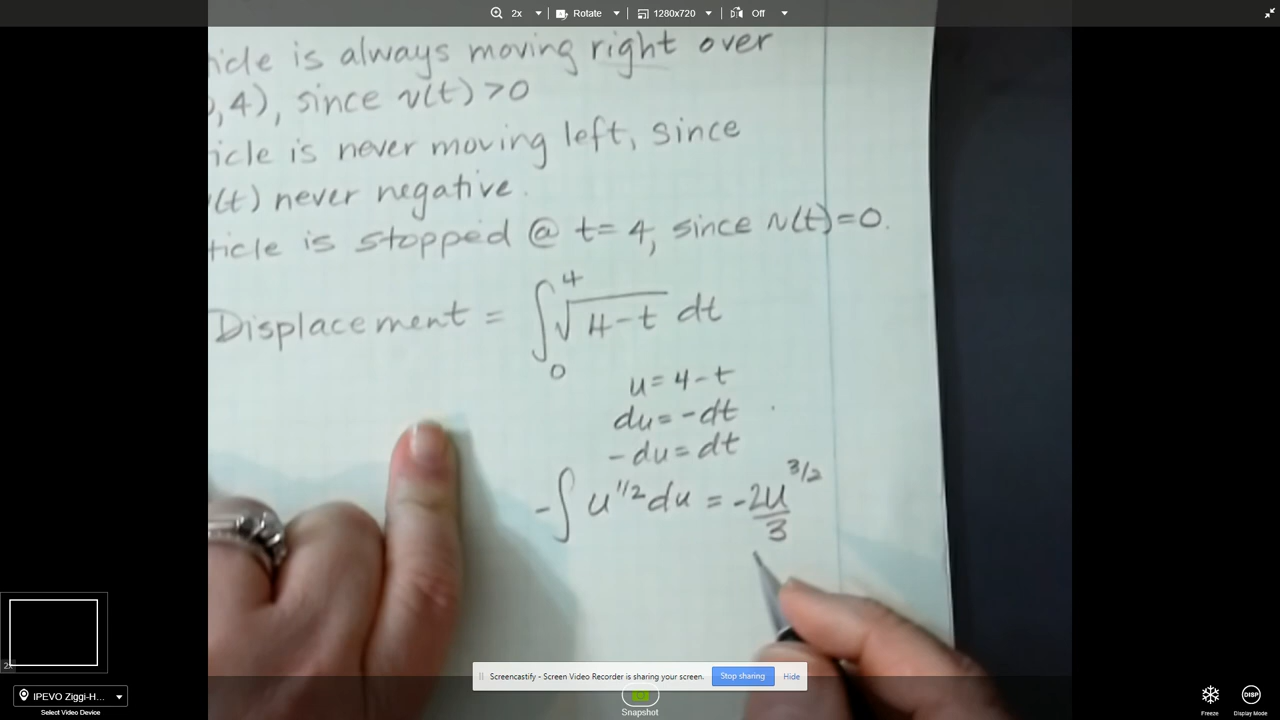 2x Rotate 1280x720 Off
is always moving right over
,4), since v(t) >0
is never moving left, since
(t) never negative.
is stopped @ t= 4, since v(t)=0.
Displacement = ∫₀⁴ √4-t dt
u= 4-t
du= -dt
-du= dt
-∫ u^1/2 du = -2u^3/2 / 3
2x
IPEVO Ziggi-H...
Select Video Device
Screencastify - Screen Video Recorder is sharing your screen. Stop sharing Hide
Snapshot
Freeze
DISP
Display Mode